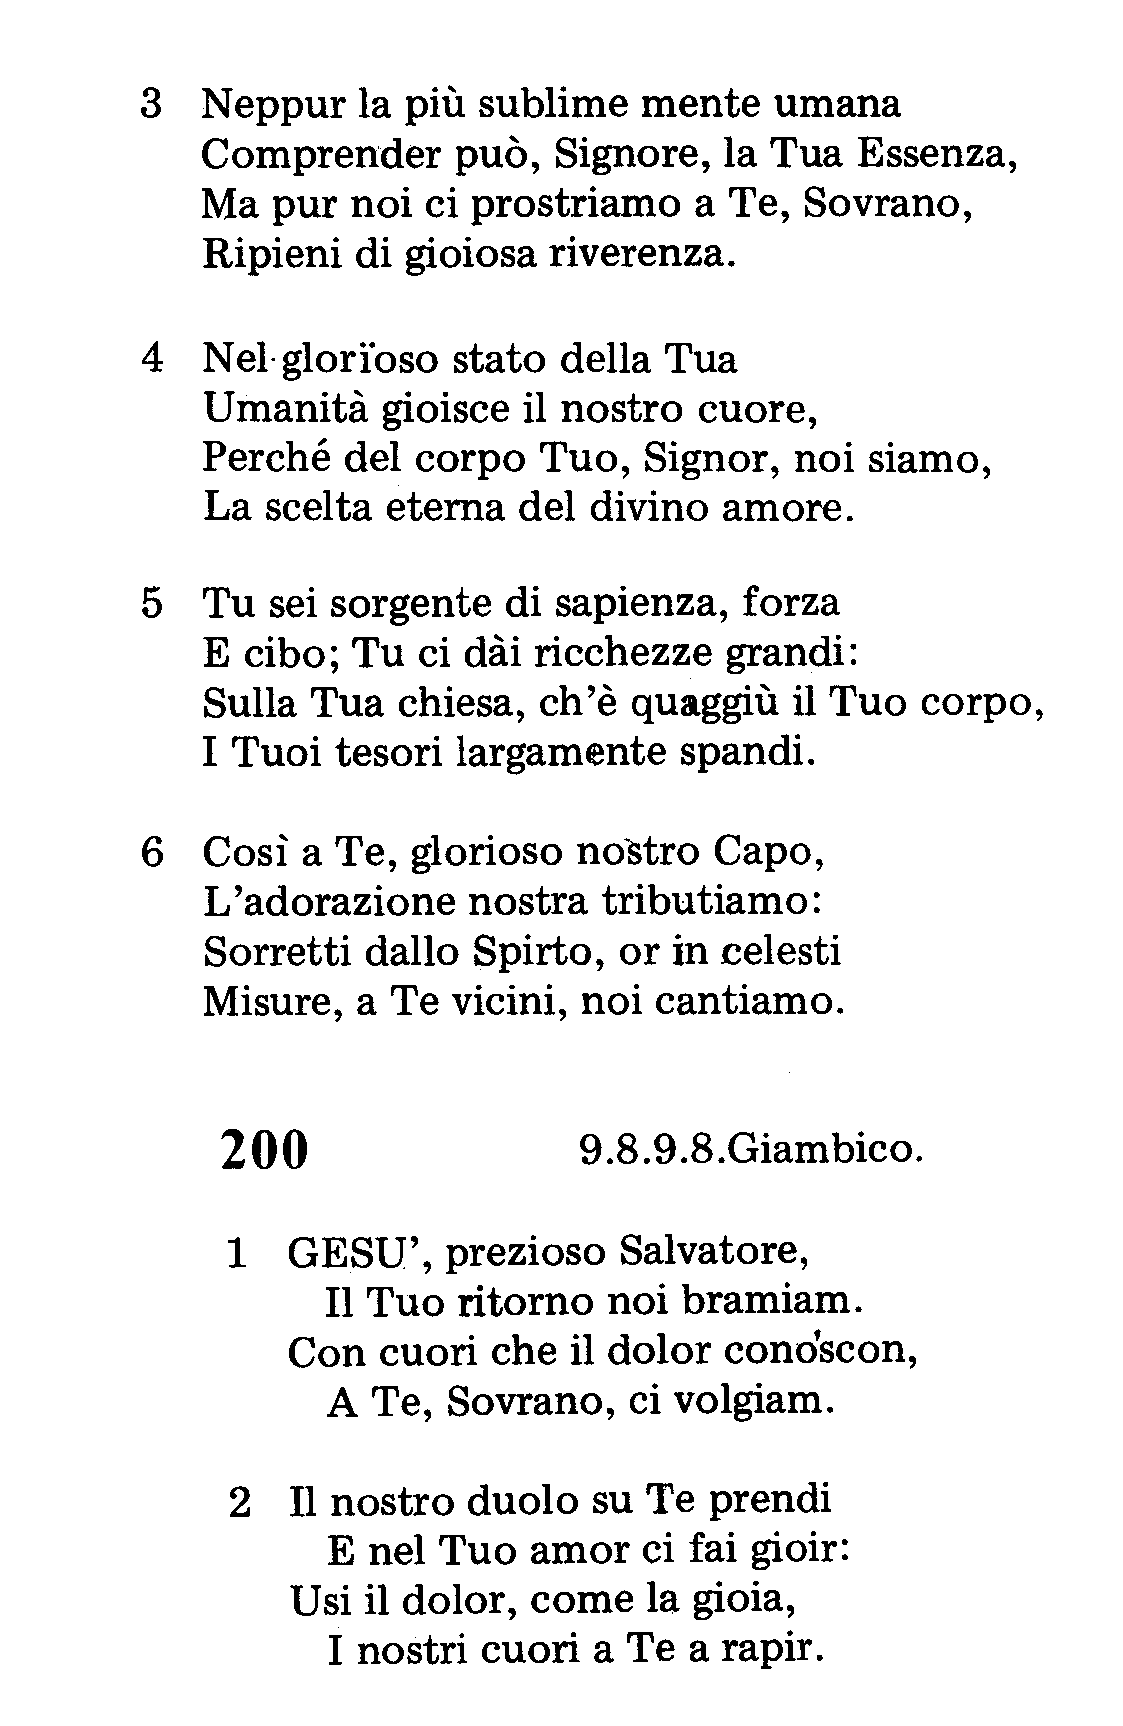 3 Neppur la più sublime mente umana
Comprender può, Signore, la Tua Essenza,
Ma pur noi ci prostriamo a Te, Sovrano,
Ripieni di gioiosa riverenza.
4 Nel glorïoso stato della Tua
Umanità gioisce il nostro cuore,
Perché del corpo Tuo, Signor, noi siamo,
La scelta eterna del divino amore.
5 Tu sei sorgente di sapienza, forza
E cibo; Tu ci dài ricchezze grandi:
Sulla Tua chiesa, ch'è quaggiù il Tuo corpo,
I Tuoi tesori largamente spandi.
6 Così a Te, glorioso nostro Capo,
L'adorazione nostra tributiamo:
Sorretti dallo Spirto, or in celesti
Misure, a Te vicini, noi cantiamo.
200 9.8.9.8.Giambico.
1 GESU', prezioso Salvatore,
Il Tuo ritorno noi bramiam.
Con cuori che il dolor conóscon,
A Te, Sovrano, ci volgiam.
2 Il nostro duolo su Te prendi
E nel Tuo amor ci fai gioir:
Usi il dolor, come la gioia,
I nostri cuori a Te a rapir.